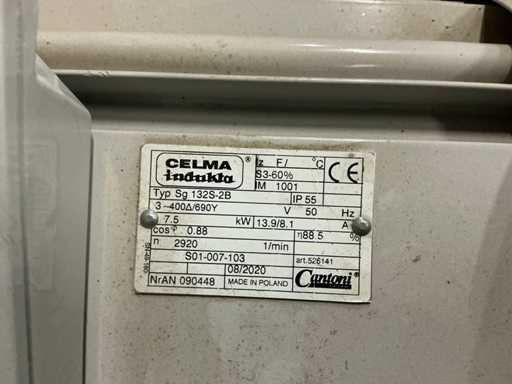 CELMA ® Iz F/ °C
indukta S3-60% CE
IM 1001
Typ Sg 132S-2B IP 55
3~400Δ/690Y V 50 Hz
7.5 kW 13.9/8.1 A
cosφ 0.88 η88.5 %
n 2920 1/min
S01-007-103 art.526141
08/2020 Cantoni ®
NrAN 090448 MADE IN POLAND